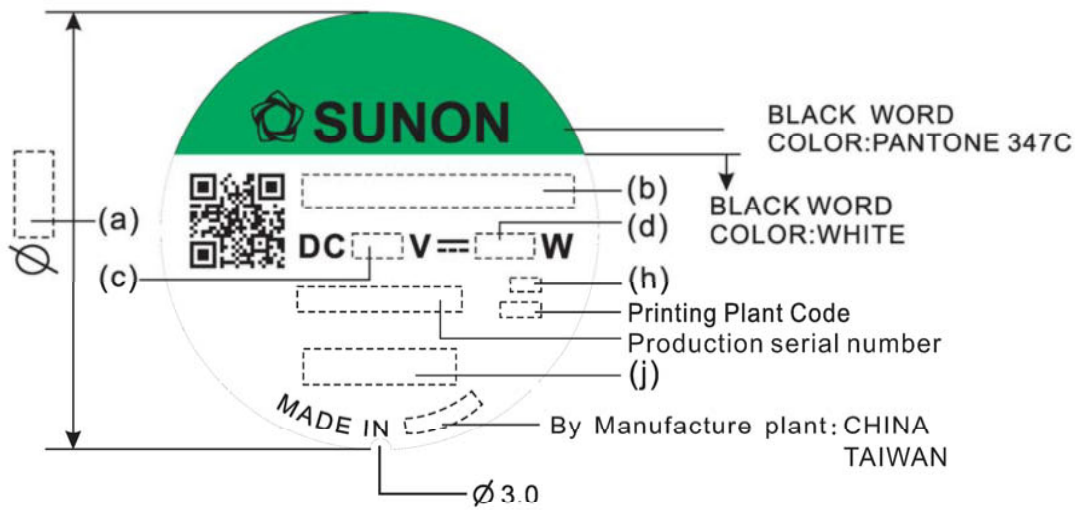 SUNON
BLACK WORD
COLOR:PANTONE 347C
(a)
(b)
BLACK WORD
COLOR:WHITE
(d)
DC V W
Ø
(c)
(h)
Printing Plant Code
Production serial number
(j)
MADE IN
By Manufacture plant: CHINA
TAIWAN
Ø 3.0